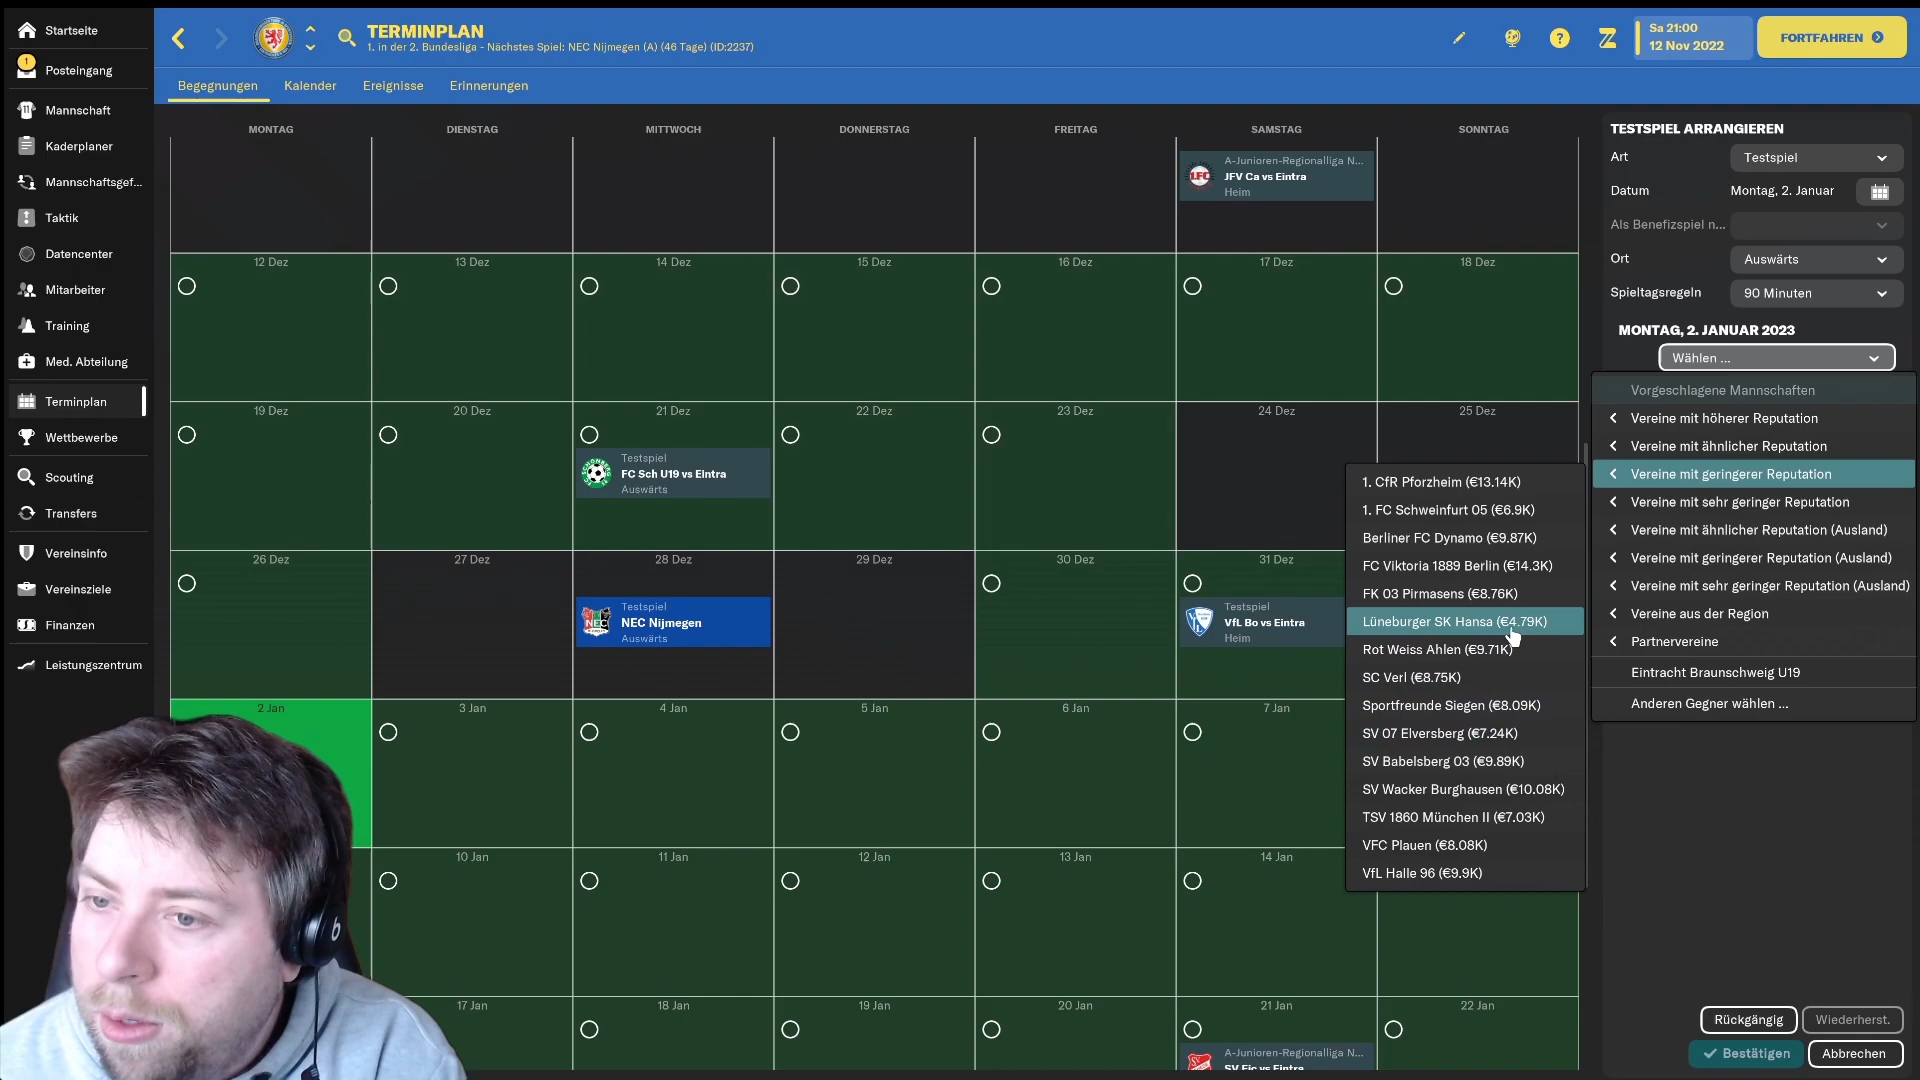 Startseite
1
Posteingang
Mannschaft
Kaderplaner
Mannschaftsgef...
Taktik
Datencenter
Mitarbeiter
Training
Med. Abteilung
Terminplan
Wettbewerbe
Scouting
Transfers
Vereinsinfo
Vereinsziele
Finanzen
Leistungszentrum
TERMINPLAN
1. in der 2. Bundesliga - Nächstes Spiel: NEC Nijmegen (A) (46 Tage) (ID:2237)
Sa 21:00
12 Nov 2022
FORTFAHREN
Begegnungen Kalender Ereignisse Erinnerungen
MONTAG DIENSTAG MITTWOCH DONNERSTAG FREITAG SAMSTAG SONNTAG
A-Junioren-Regionalliga N...
JFV Ca vs Eintra
Heim
12 Dez 13 Dez 14 Dez 15 Dez 16 Dez 17 Dez 18 Dez
19 Dez 20 Dez 21 Dez 22 Dez 23 Dez 24 Dez 25 Dez
Testspiel
FC Sch U19 vs Eintra
Auswärts
26 Dez 27 Dez 28 Dez 29 Dez 30 Dez 31 Dez
Testspiel
NEC Nijmegen
Auswärts
Testspiel
VfL Bo vs Eintra
Heim
2 Jan 3 Jan 4 Jan 5 Jan 6 Jan 7 Jan
10 Jan 11 Jan 12 Jan 13 Jan 14 Jan
17 Jan 18 Jan 19 Jan 20 Jan 21 Jan 22 Jan
A-Junioren-Regionalliga N...
SV Eic vs Eintra
TESTSPIEL ARRANGIEREN
Art Testspiel
Datum Montag, 2. Januar
Als Benefizspiel n...
Ort Auswärts
Spieltagsregeln 90 Minuten
MONTAG, 2. JANUAR 2023
Wählen ...
Vorgeschlagene Mannschaften
Vereine mit höherer Reputation
Vereine mit ähnlicher Reputation
Vereine mit geringerer Reputation
Vereine mit sehr geringer Reputation
Vereine mit ähnlicher Reputation (Ausland)
Vereine mit geringerer Reputation (Ausland)
Vereine mit sehr geringer Reputation (Ausland)
Vereine aus der Region
Partnervereine
Eintracht Braunschweig U19
Anderen Gegner wählen ...
1. CfR Pforzheim (€13.14K)
1. FC Schweinfurt 05 (€6.9K)
Berliner FC Dynamo (€9.87K)
FC Viktoria 1889 Berlin (€14.3K)
FK 03 Pirmasens (€8.76K)
Lüneburger SK Hansa (€4.79K)
Rot Weiss Ahlen (€9.71K)
SC Verl (€8.75K)
Sportfreunde Siegen (€8.09K)
SV 07 Elversberg (€7.24K)
SV Babelsberg 03 (€9.89K)
SV Wacker Burghausen (€10.08K)
TSV 1860 München II (€7.03K)
VFC Plauen (€8.08K)
VfL Halle 96 (€9.9K)
Rückgängig Wiederherst.
Bestätigen Abbrechen